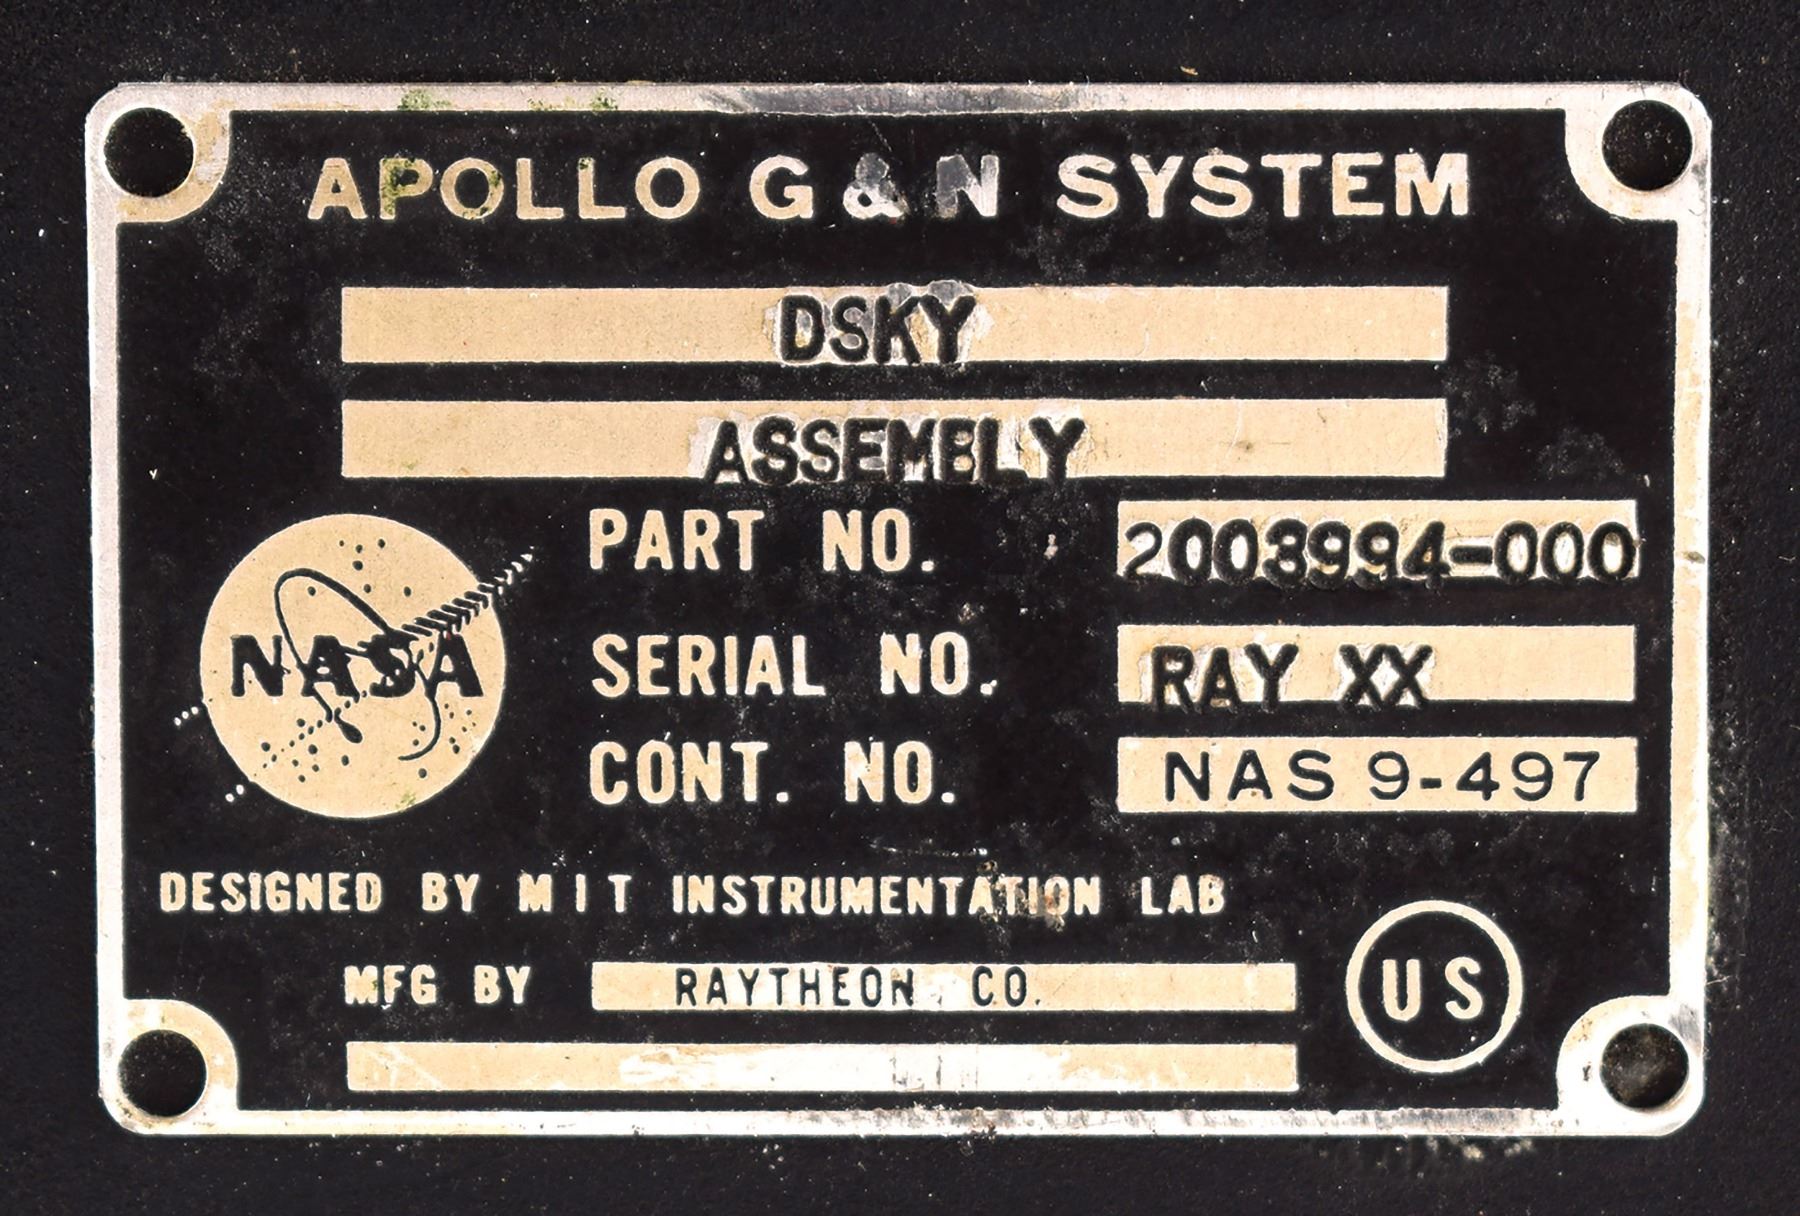 APOLLO G & N SYSTEM
DSKY
ASSEMBLY
PART NO. 2003994-000
NASA
SERIAL NO. RAY XX
CONT. NO. NAS 9-497
DESIGNED BY M I T INSTRUMENTATION LAB
MFG BY RAYTHEON CO.
US